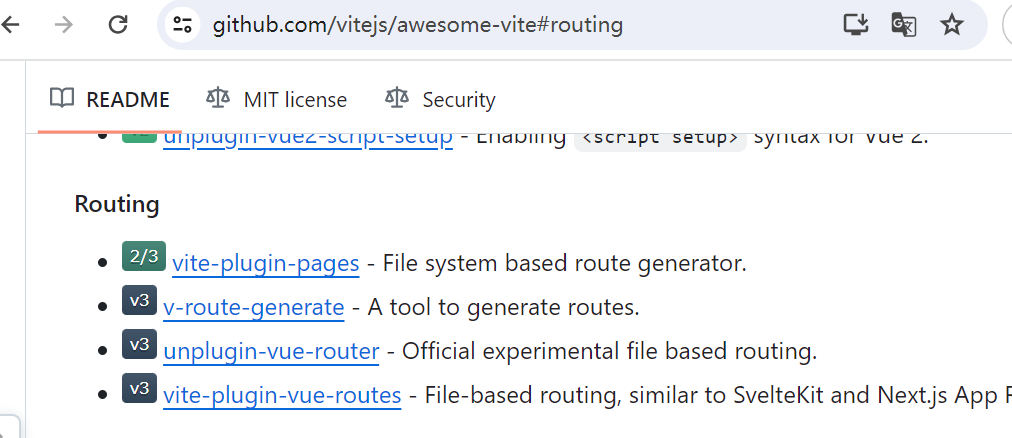 github.com/vitejs/awesome-vite#routing
README MIT license Security
unplugin-vue2-script-setup - Enabling <script setup> syntax for Vue 2.
Routing
2/3 vite-plugin-pages - File system based route generator.
v3 v-route-generate - A tool to generate routes.
v3 unplugin-vue-router - Official experimental file based routing.
v3 vite-plugin-vue-routes - File-based routing, similar to SvelteKit and Next.js App